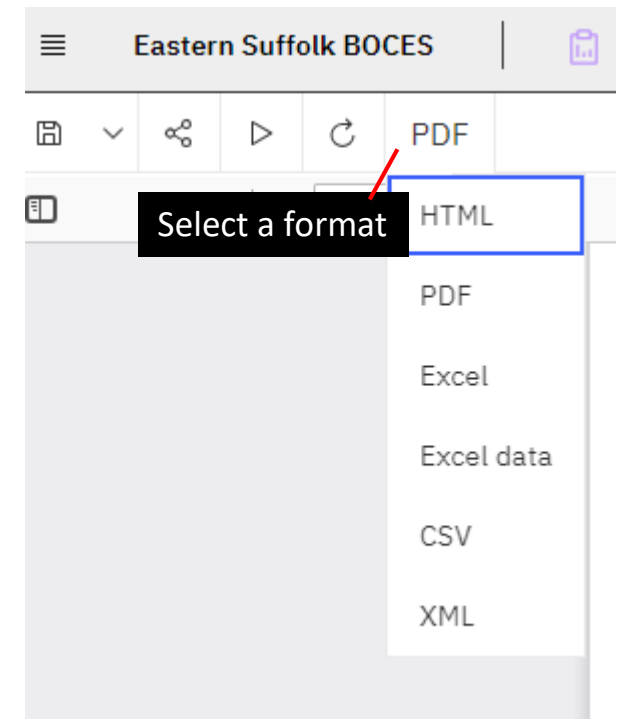 Eastern Suffolk BOCES
PDF
Select a format
HTML
PDF
Excel
Excel data
CSV
XML